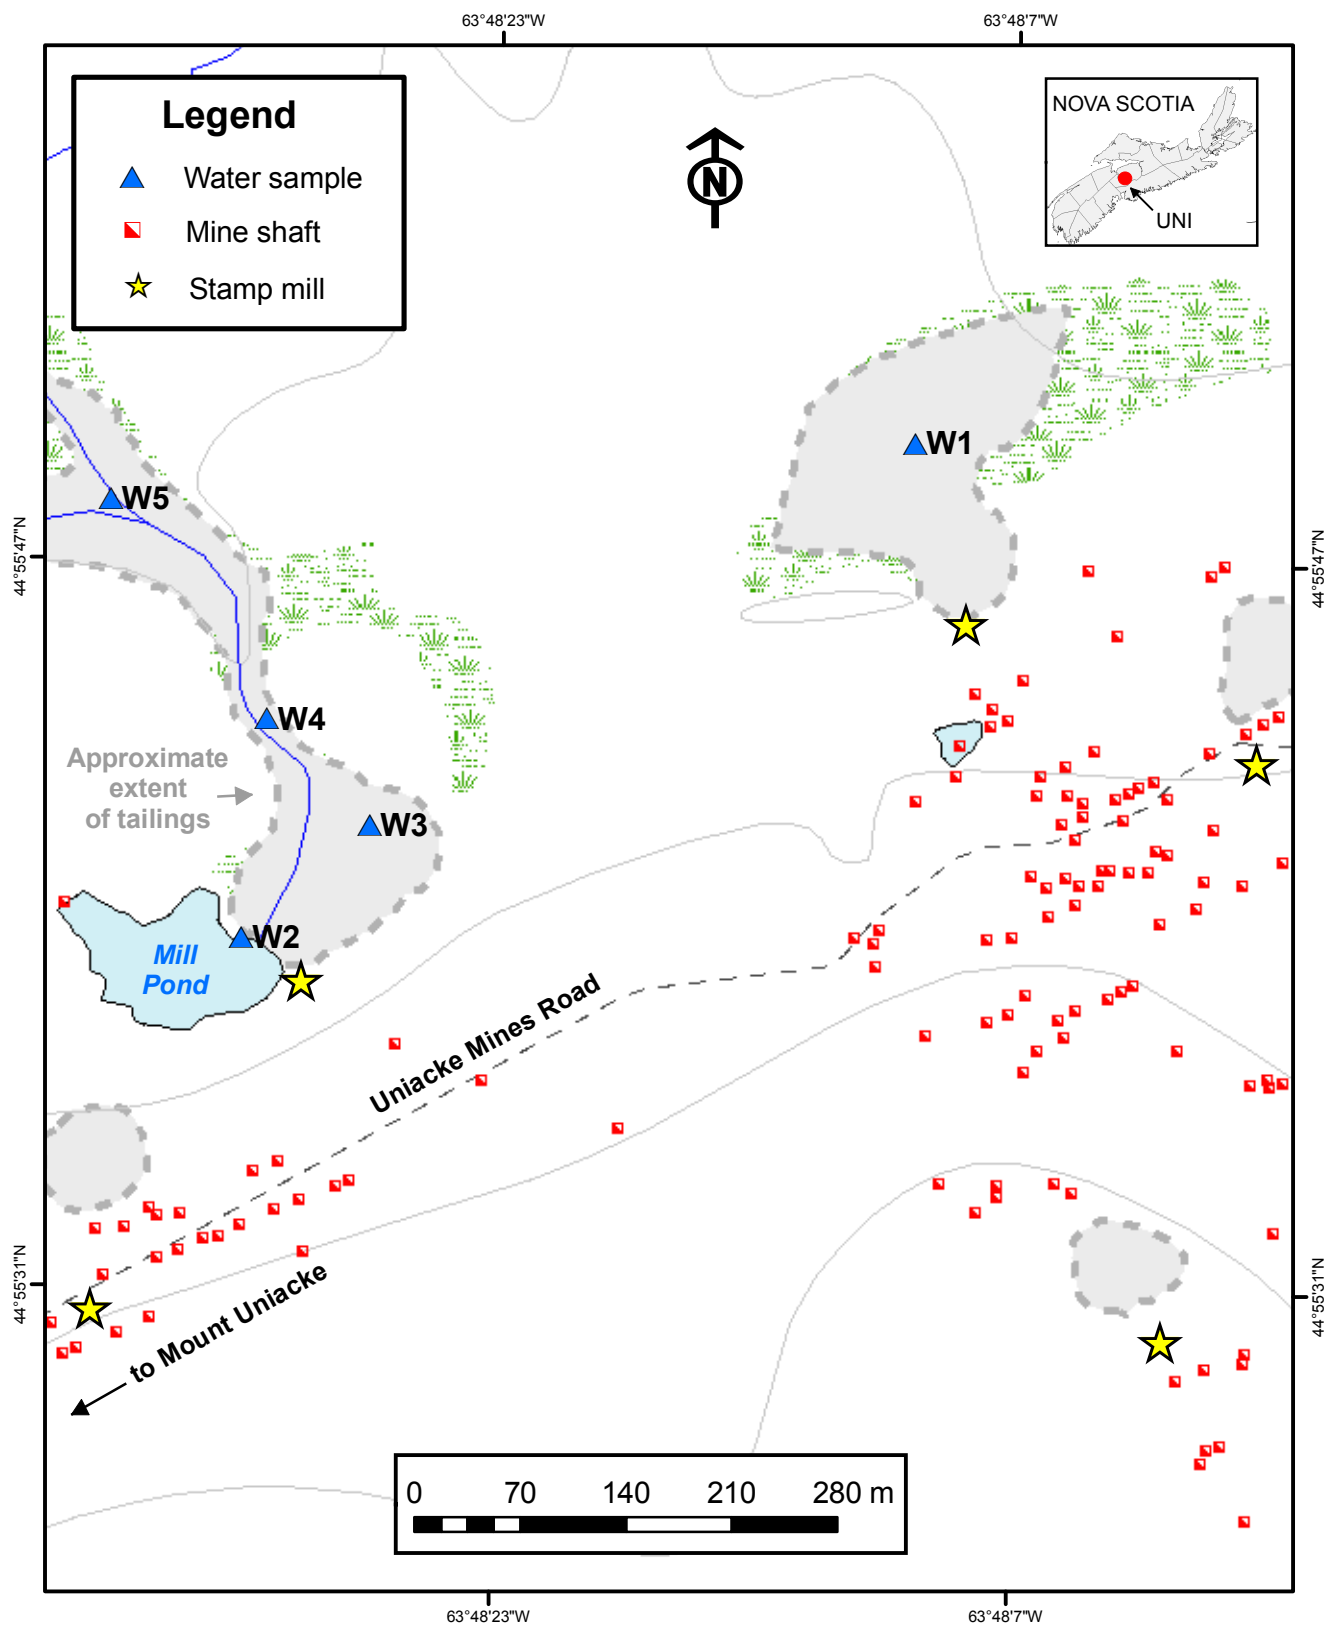 63°48'23"W
63°48'7"W
Legend
Water sample
Mine shaft
Stamp mill
N
NOVA SCOTIA
UNI
W1
W5
44°55'47"N
44°55'47"N
W4
Approximate
extent
of tailings
W3
W2
Mill
Pond
Uniacke Mines Road
44°55'31"N
44°55'31"N
to Mount Uniacke
0 70 140 210 280 m
63°48'23"W
63°48'7"W